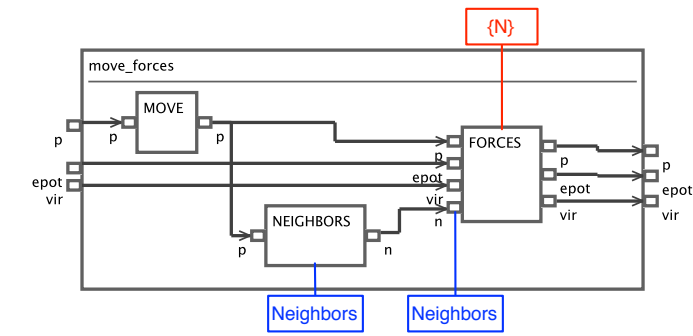 {N}
move_forces
MOVE
p
p
p
FORCES
p
p
p
epot
epot
epot
epot
vir
vir
vir
vir
NEIGHBORS
n
p
n
Neighbors
Neighbors